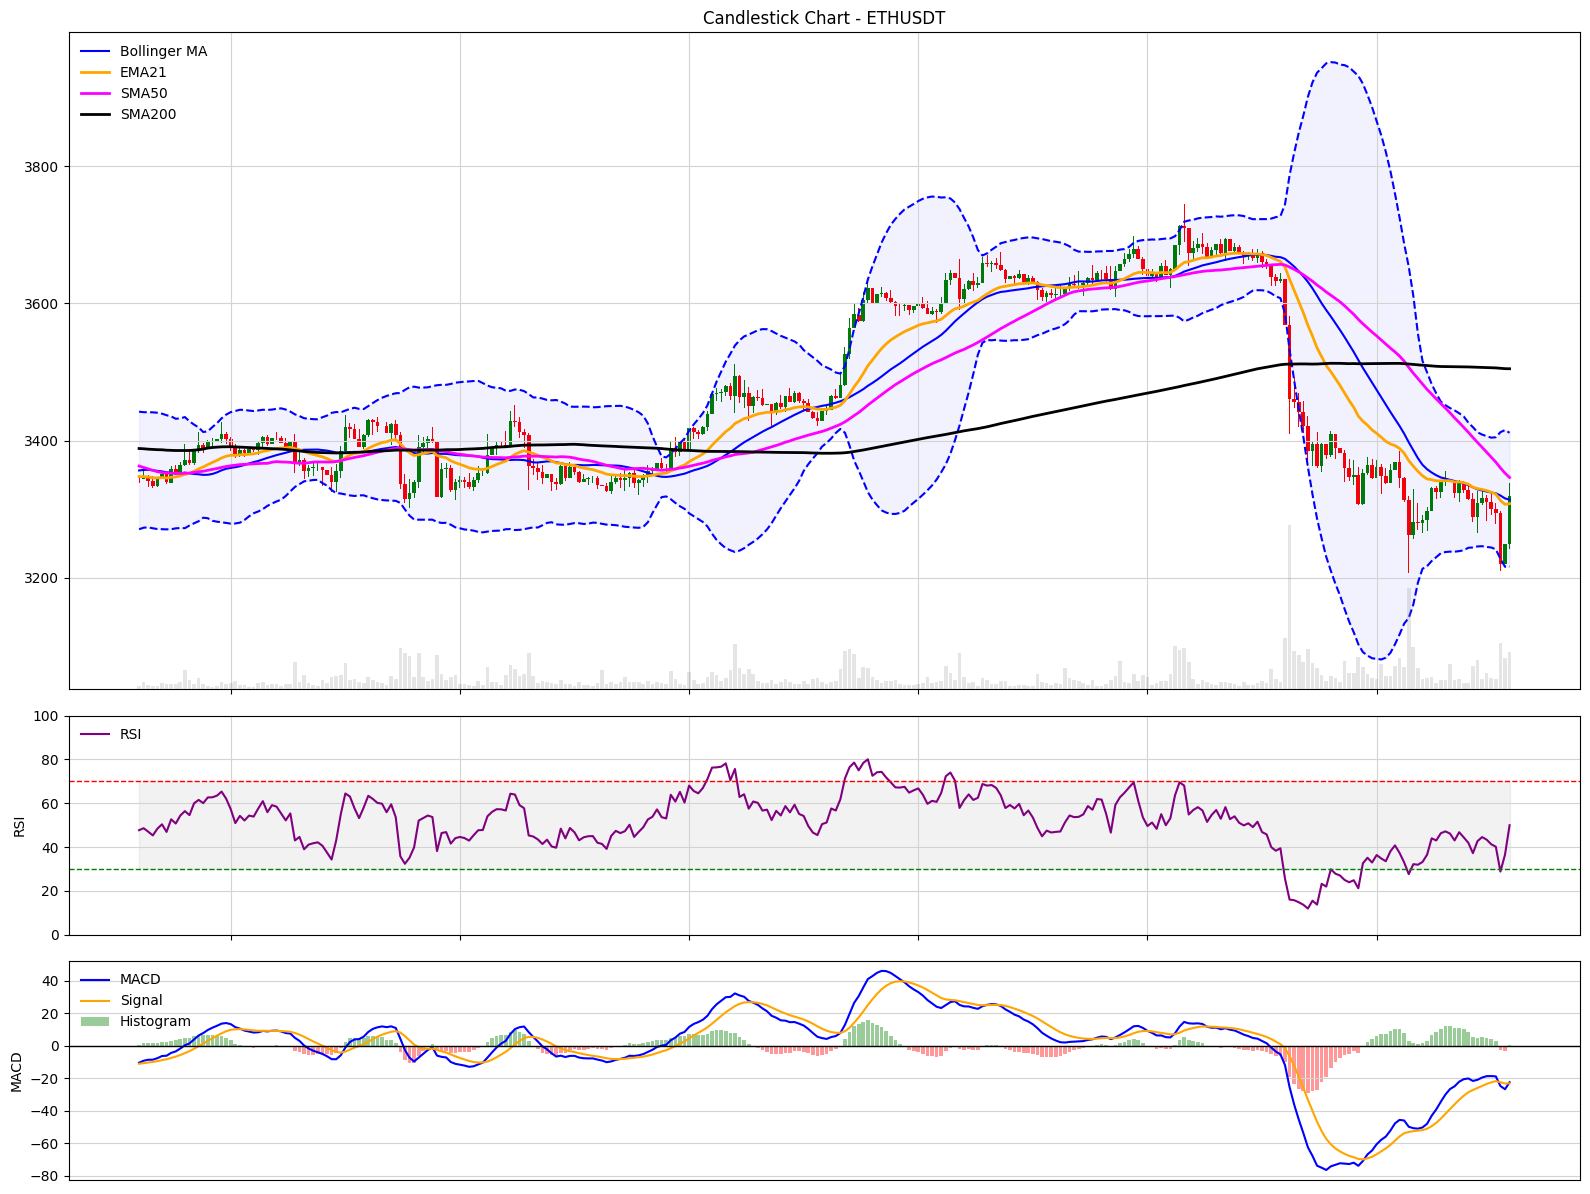 Candlestick Chart - ETHUSDT
Bollinger MA
EMA21
SMA50
SMA200
3800
3600
3400
3200
100
80
60
40
20
0
RSI
RSI
40
20
0
−20
−40
−60
−80
MACD
MACD
Signal
Histogram